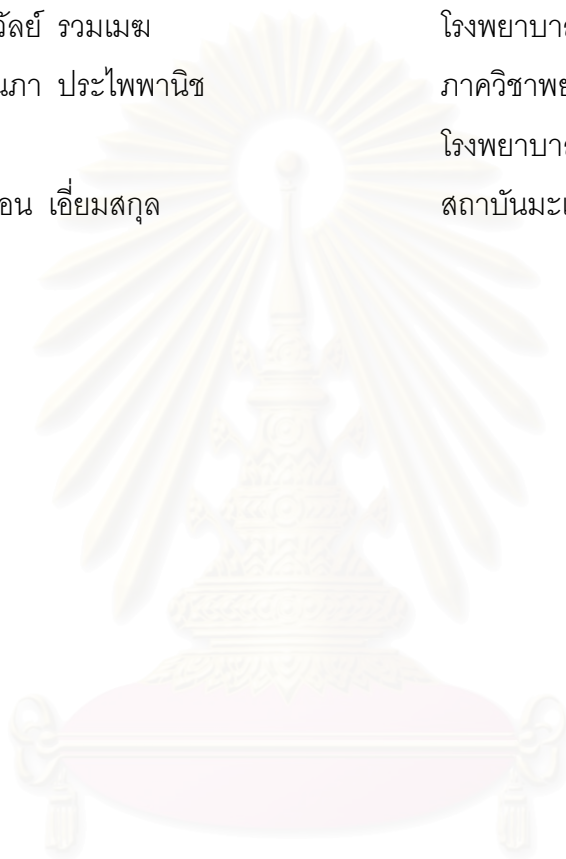 วัลย์ รวมเมฆ โรงพยาบาล
นภา ประไพพานิช ภาควิชาพย
โรงพยาบาล
อน เอี่ยมสกุล สถาบันมะเ